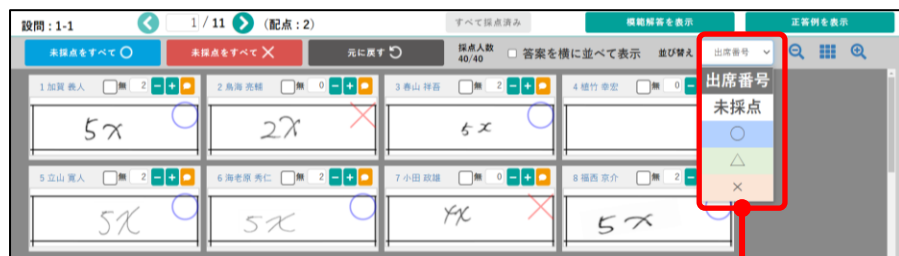 設問：1-1 1 / 11 (配点：2) すべて採点済み 模範解答を表示 正答例を表示
未採点をすべて〇 未採点をすべて✕ 元に戻す 採点人数 40/40 答案を横に並べて表示 並び替え 出席番号
出席番号
未採点
〇
△
×
1 加賀 義人 無 2 2 鳥海 亮輔 無 0 3 春山 祥吾 無 2 4 植竹 幸宏 無 0
5x 2x 5x
5 立山 寛人 無 2 6 海老原 秀仁 無 2 7 小田 政雄 無 0 8 福西 京介 無 2
5x 5x 4x 5x